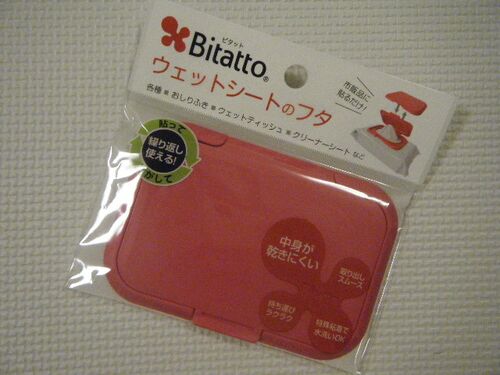 ビタット
Bitatto®
ウェットシートのフタ
各種 おしりふき ウェットティッシュ クリーナーシート など
市販品に
貼るだけ!
貼って
繰り返し
使える!
がして
中身が
乾きにくい
取り出し
スムース
持ち運び
ラクラク
特殊粘着で
水洗いOK